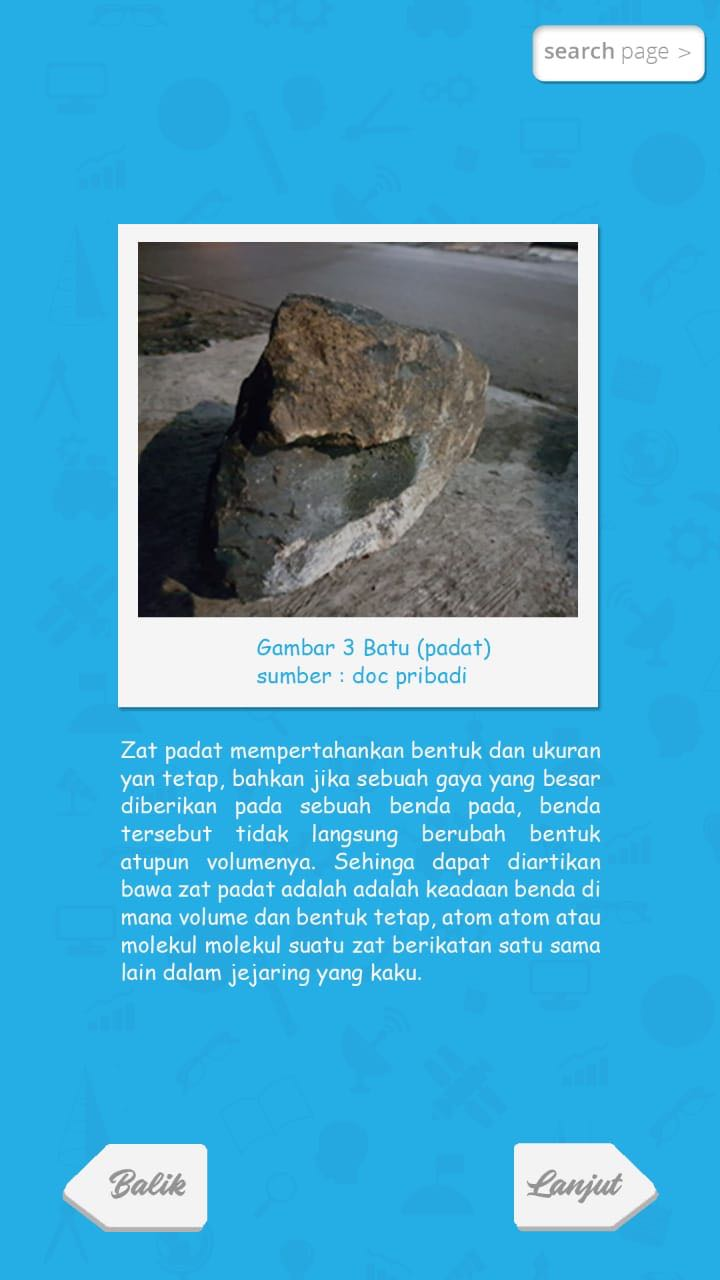 search page >
Gambar 3 Batu (padat)
sumber : doc pribadi
Zat padat mempertahankan bentuk dan ukuran
yan tetap, bahkan jika sebuah gaya yang besar
diberikan pada sebuah benda pada, benda
tersebut tidak langsung berubah bentuk
atupun volumenya. Sehinga dapat diartikan
bawa zat padat adalah adalah keadaan benda di
mana volume dan bentuk tetap, atom atom atau
molekul molekul suatu zat berikatan satu sama
lain dalam jejaring yang kaku.
Balik
Lanjut